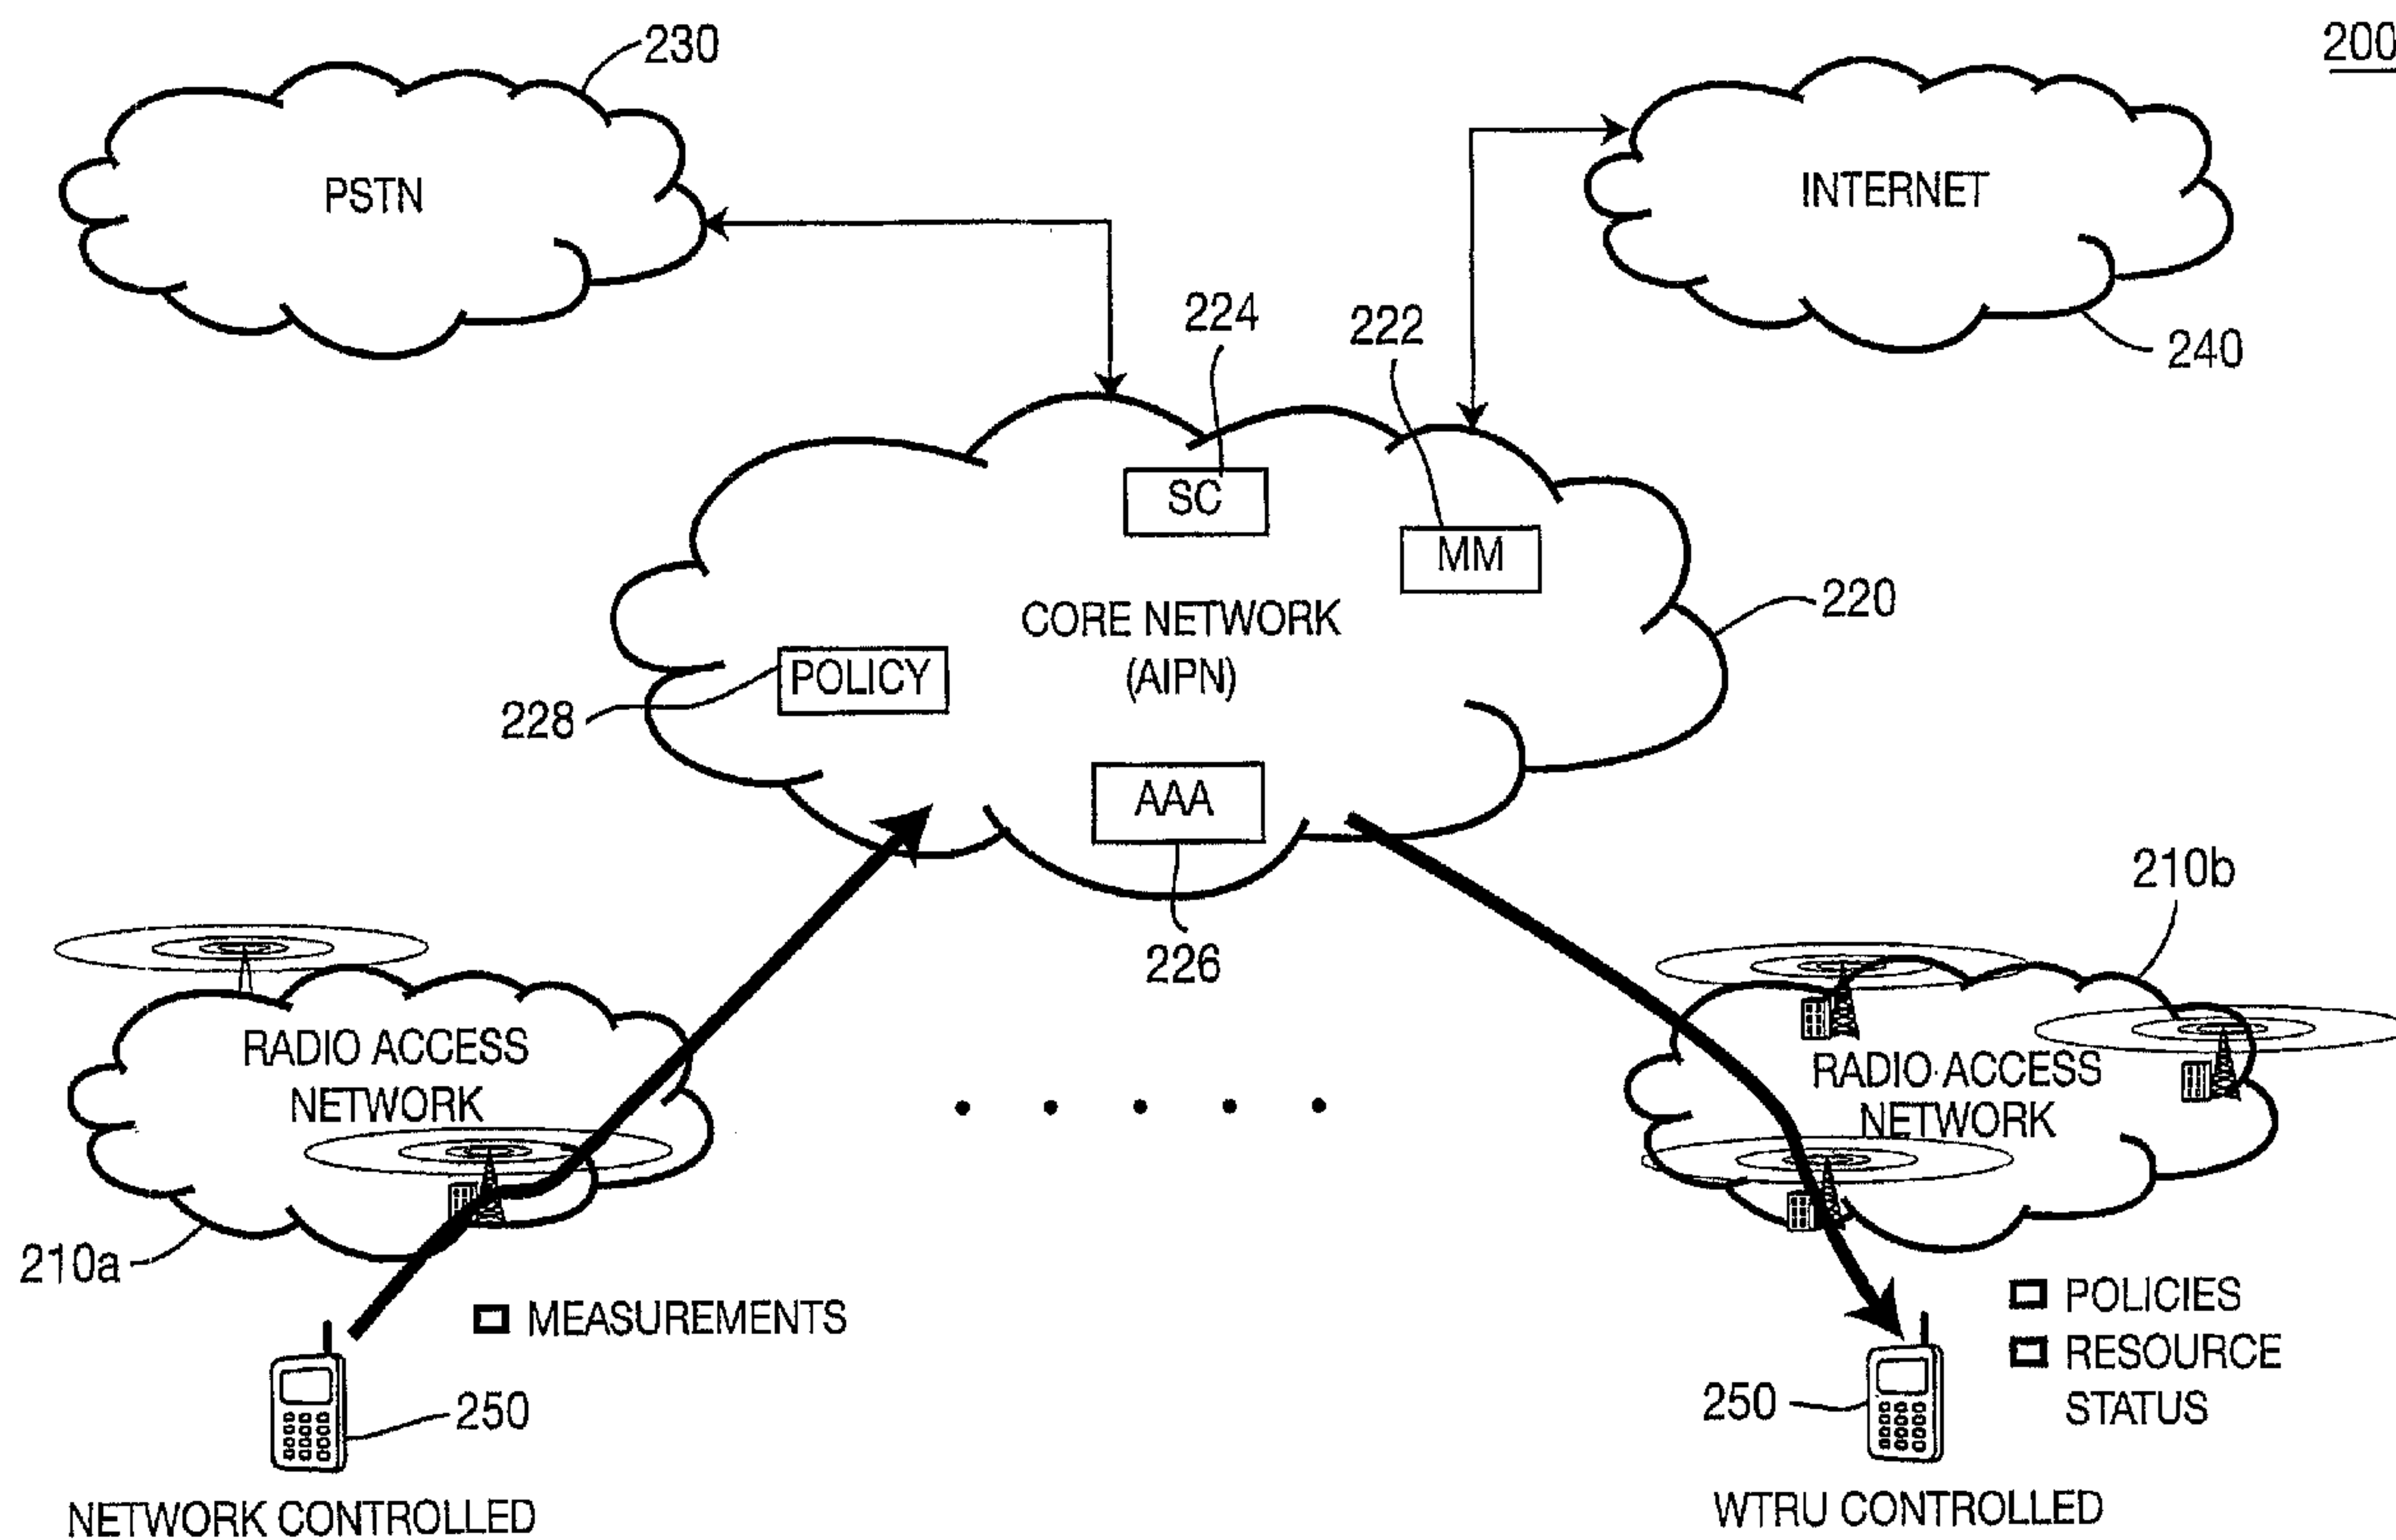 200
230
PSTN
INTERNET
240
224
222
SC
MM
CORE NETWORK
(AIPN)
220
POLICY
228
AAA
226
210b
RADIO ACCESS
NETWORK
RADIO ACCESS
NETWORK
210a
MEASUREMENTS
POLICIES
RESOURCE
STATUS
250
250
NETWORK CONTROLLED
WTRU CONTROLLED